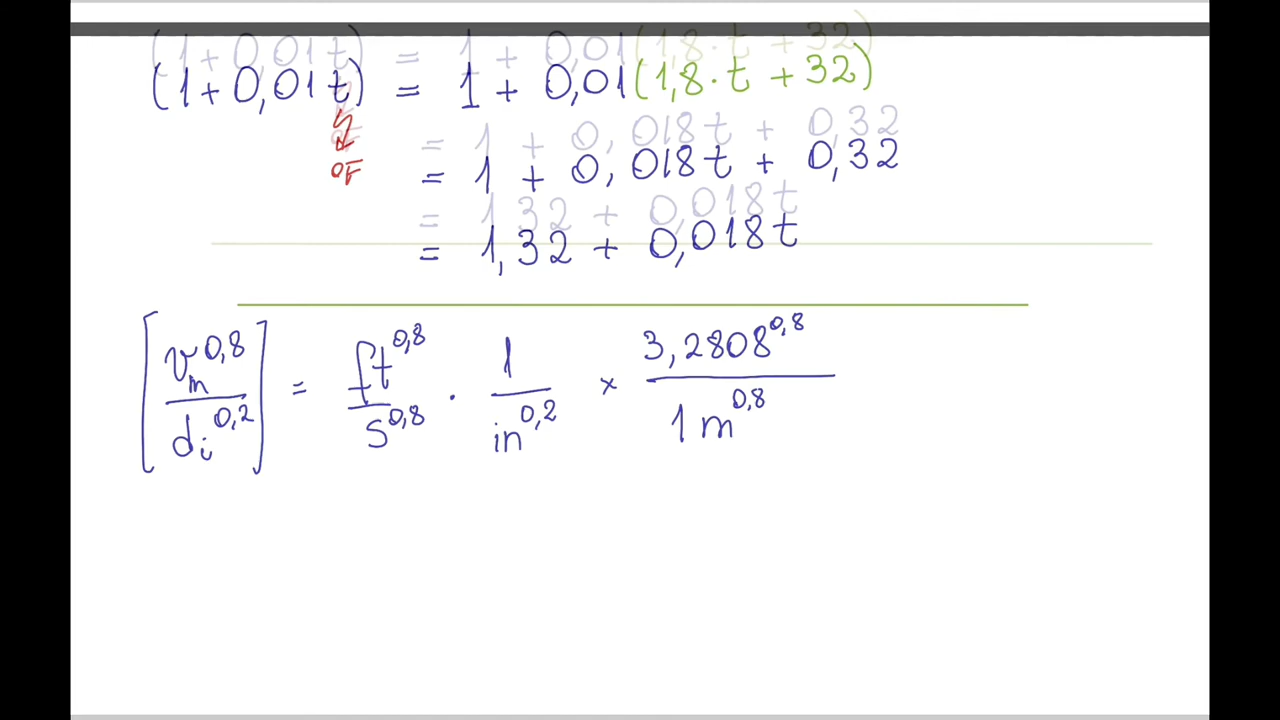 (1 + 0,01 t) = 1 + 0,01 (1,8 · t + 32)
°F
= 1 + 0,018t + 0,32
= 1,32 + 0,018t
[v_m^0,8 / d_i^0,2] = ft^0,8 / s^0,8 · 1 / in^0,2 × 3,2808^0,8 / 1 m^0,8